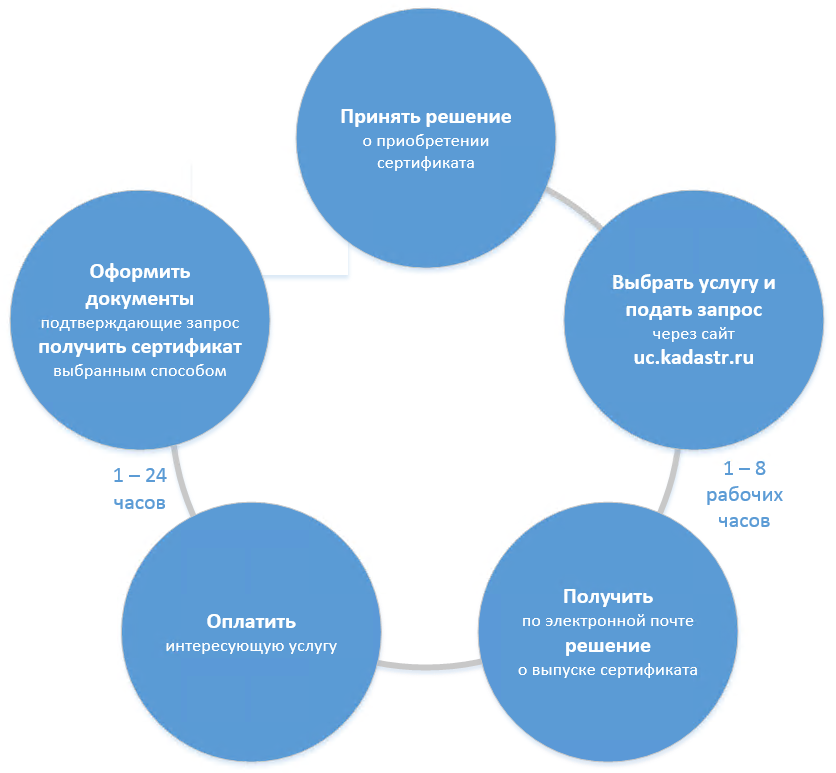 Принять решение
о приобретении
сертификата
Выбрать услугу и
подать запрос
через сайт
uc.kadastr.ru
1 – 8
рабочих
часов
Получить
по электронной почте
решение
о выпуске сертификата
Оплатить
интересующую услугу
1 – 24
часов
Оформить
документы
подтверждающие запрос
получить сертификат
выбранным способом